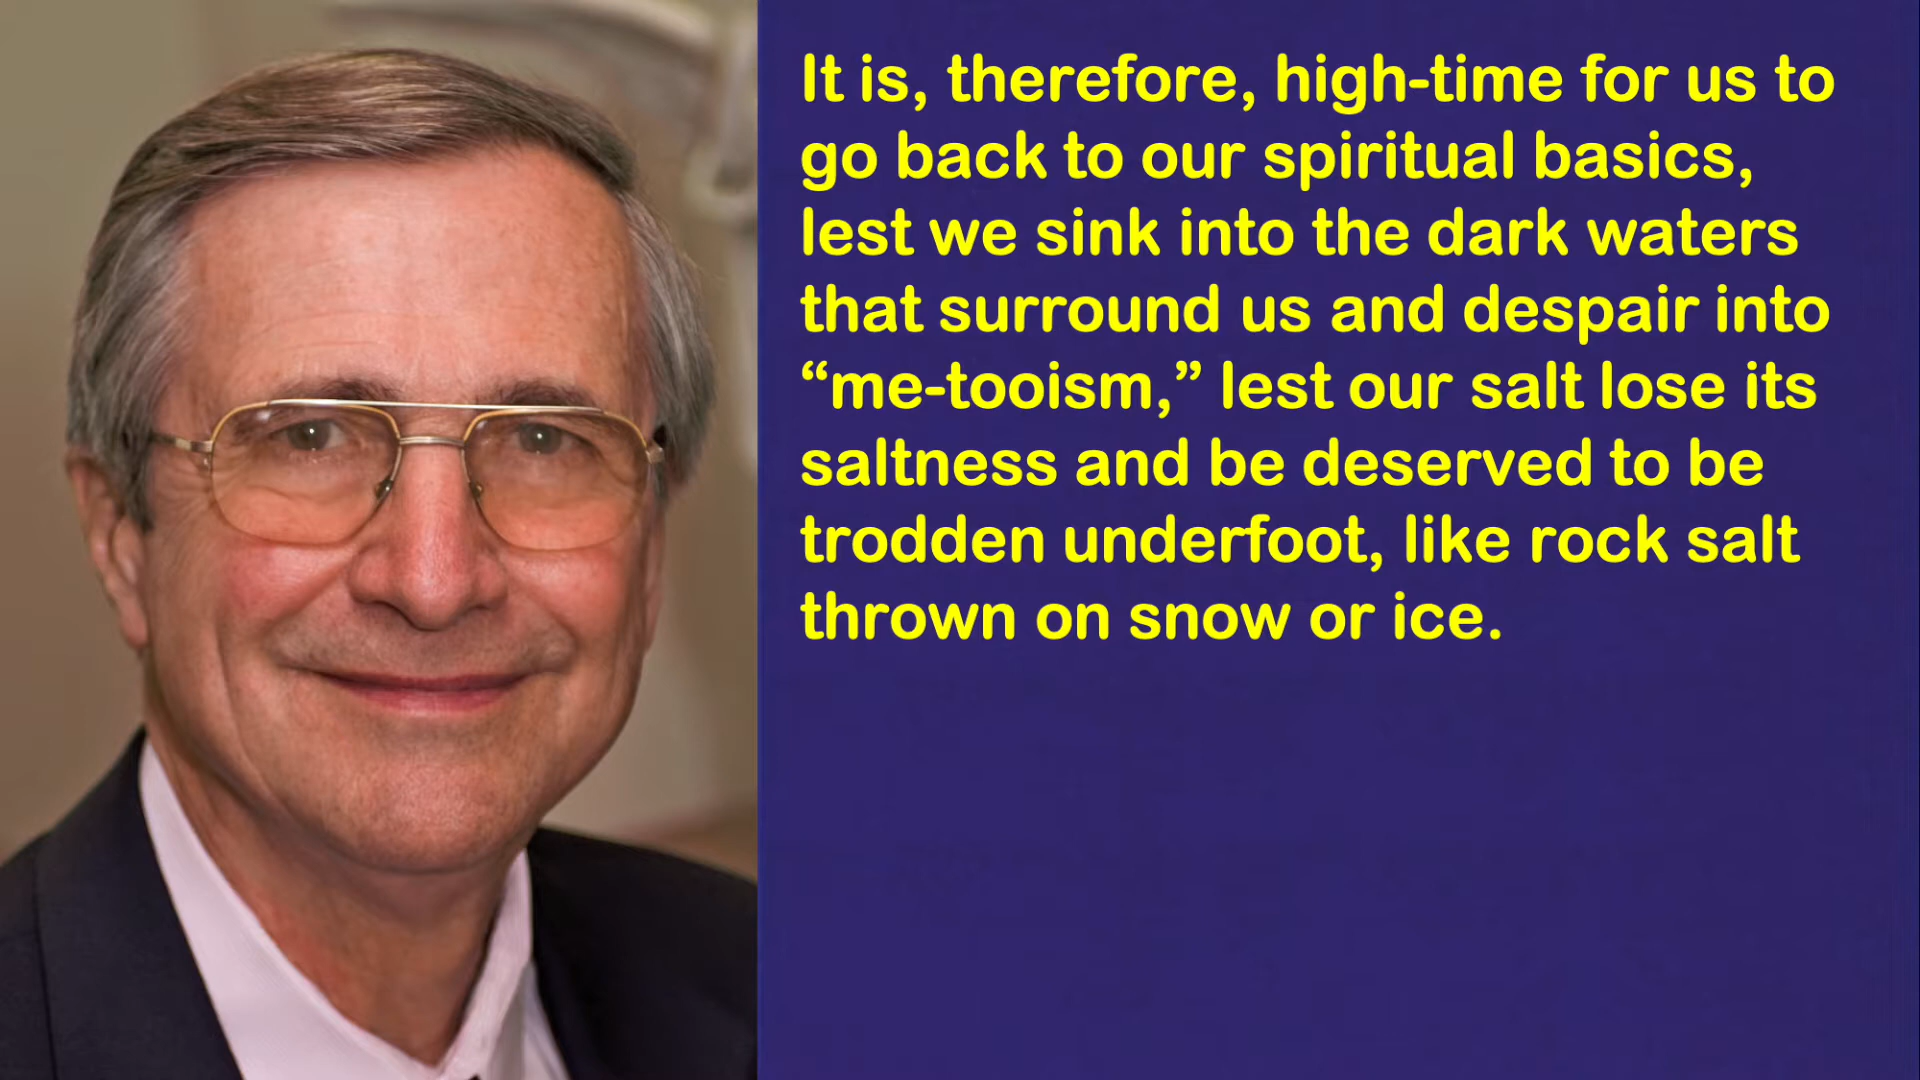 It is, therefore, high-time for us to
go back to our spiritual basics,
lest we sink into the dark waters
that surround us and despair into
“me-tooism,” lest our salt lose its
saltness and be deserved to be
trodden underfoot, like rock salt
thrown on snow or ice.